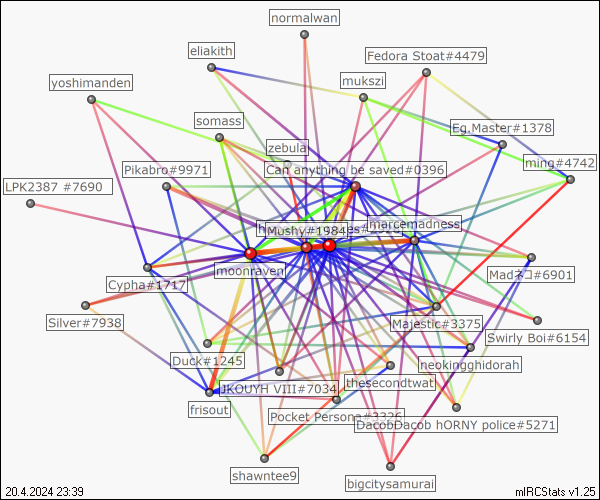 normalwan
eliakith
Fedora Stoat#4479
mukszi
yoshimanden
somass
Eg.Master#1378
zebula
ming#4742
Pikabro#9971
Can anything be saved#0396
LPK2387 #7690
marcemadness
Mushy#1984
moonraven
Madネコ#6901
Cypha#1717
Silver#7938
Majestic#3375
Swirly Boi#6154
Duck#1245
neokingghidorah
JKOUYH VIII#7034
thesecondtwat
frisout
Pocket Persona#3326
DacobDacob hORNY police#5271
shawntee9
bigcitysamurai
20.4.2024 23:39
mIRCStats v1.25